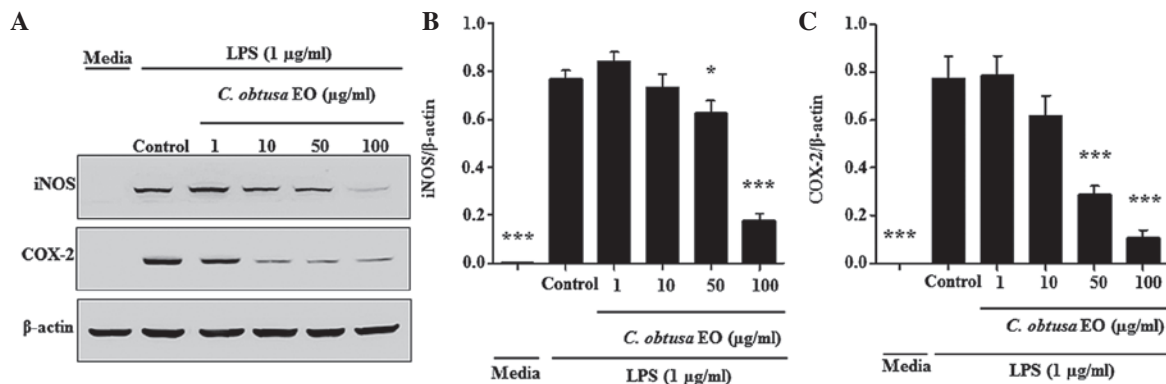 A
Media
LPS (1 µg/ml)
C. obtusa EO (µg/ml)
Control 1 10 50 100
iNOS
COX-2
β-actin
B
iNOS/β-actin
1.0
0.8
0.6
0.4
0.2
0.0
***
*
***
Control 1 10 50 100
C. obtusa EO (µg/ml)
Media
LPS (1 µg/ml)
C
COX-2/β-actin
1.0
0.8
0.6
0.4
0.2
0.0
***
***
***
Control 1 10 50 100
C. obtusa EO (µg/ml)
Media
LPS (1 µg/ml)